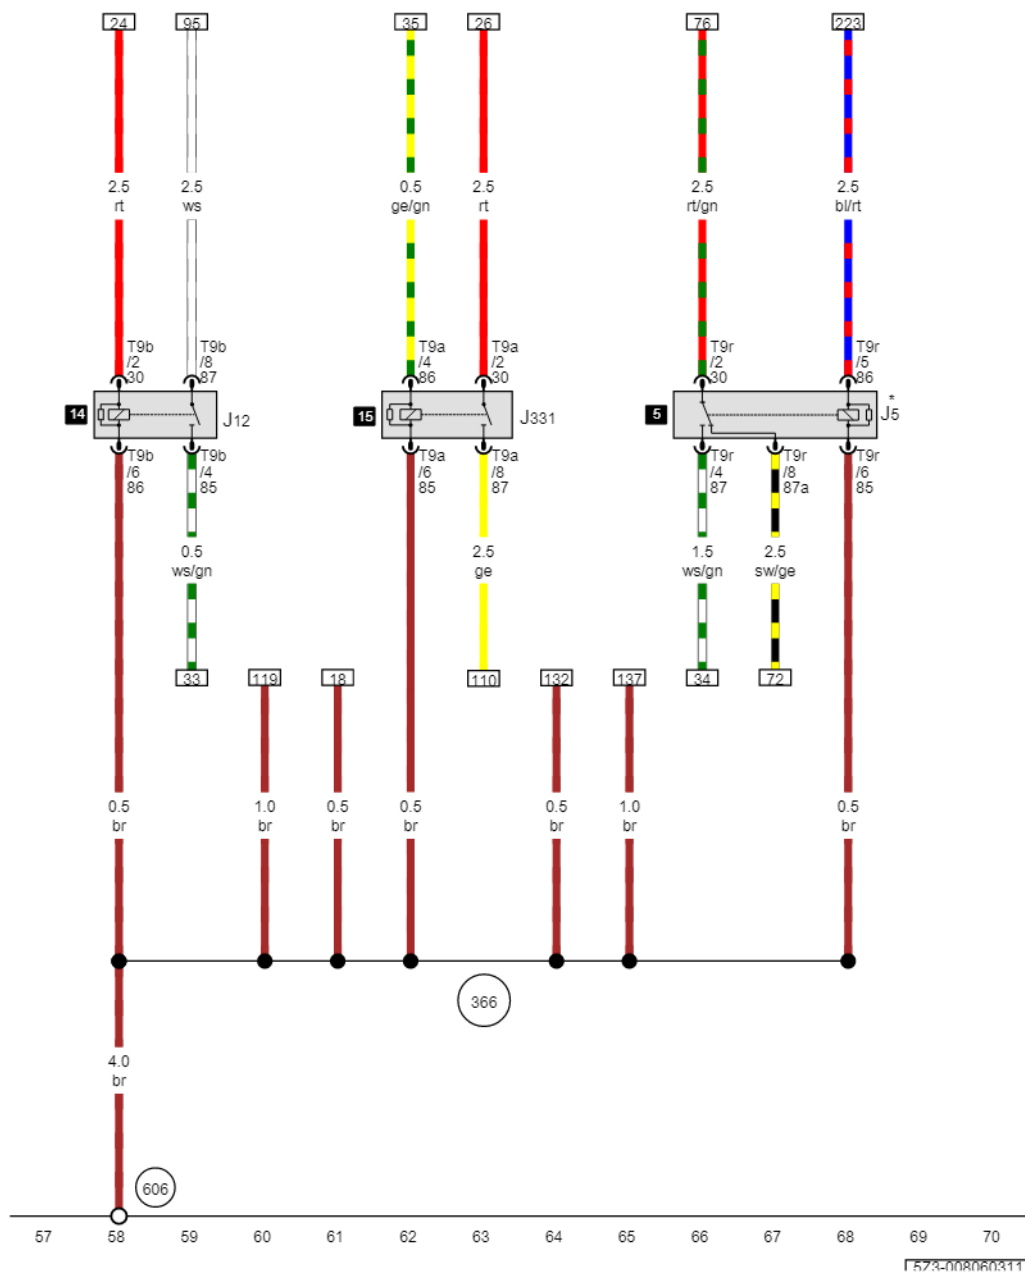 24 95 35 26 76 223
2.5 2.5 0.5 2.5 2.5 2.5
rt ws ge/gn rt rt/gn bl/rt
T9b T9b T9a T9a T9r T9r
/2 /8 /4 /2 /2 /5
30 87 86 30 30 86
*
14 J12 15 J331 5 J5
T9b T9b T9a T9a T9r T9r T9r
/6 /4 /6 /8 /4 /8 /6
86 85 85 87 87 87a 85
0.5 2.5 1.5 2.5
ws/gn ge ws/gn sw/ge
33 119 18 110 132 137 34 72
0.5 1.0 0.5 0.5 0.5 1.0 0.5
br br br br br br br
366
4.0
br
606
57 58 59 60 61 62 63 64 65 66 67 68 69 70
573-008060311